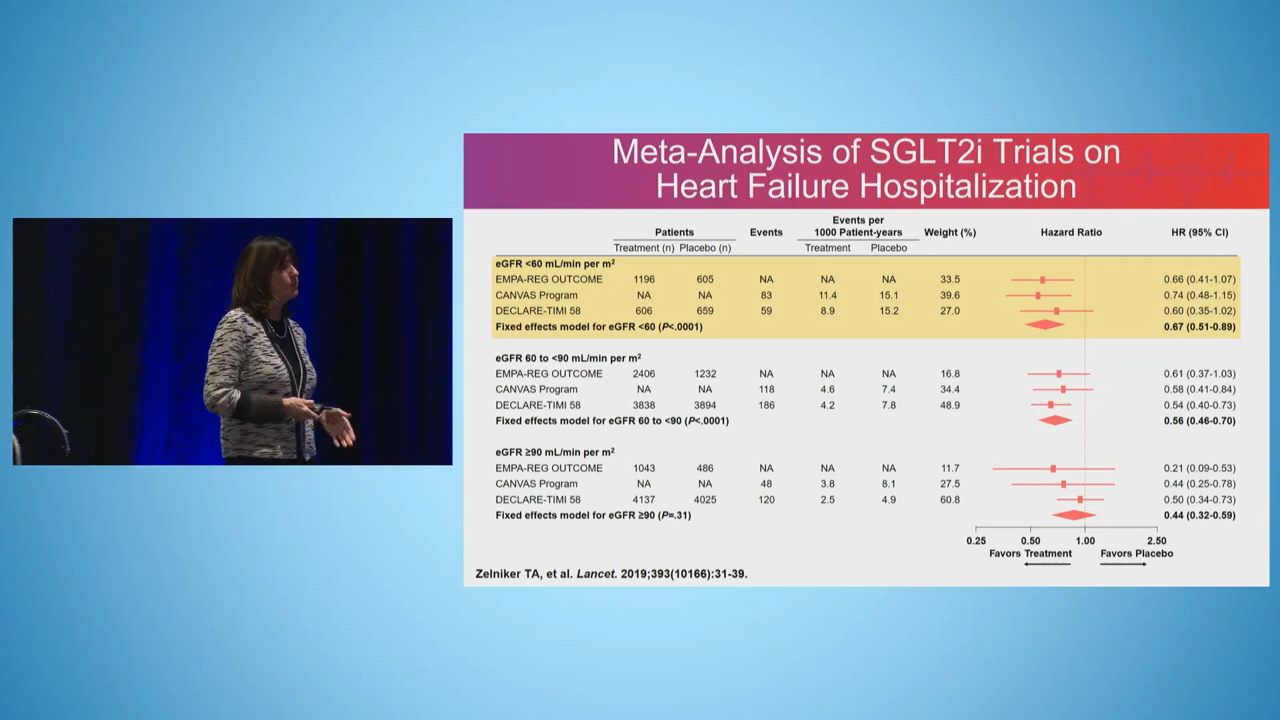 Meta-Analysis of SGLT2i Trials on
Heart Failure Hospitalization
Patients Events Events per 1000 Patient-years Weight (%) Hazard Ratio HR (95% CI)
Treatment (n) Placebo (n) Treatment Placebo
eGFR <60 mL/min per m²
EMPA-REG OUTCOME 1196 605 NA NA NA 33.5 0.66 (0.41-1.07)
CANVAS Program NA NA 83 11.4 15.1 39.6 0.74 (0.48-1.15)
DECLARE-TIMI 58 606 659 59 8.9 15.2 27.0 0.60 (0.35-1.02)
Fixed effects model for eGFR <60 (P<.0001) 0.67 (0.51-0.89)
eGFR 60 to <90 mL/min per m²
EMPA-REG OUTCOME 2406 1232 NA NA NA 16.8 0.61 (0.37-1.03)
CANVAS Program NA NA 118 4.6 7.4 34.4 0.58 (0.41-0.84)
DECLARE-TIMI 58 3838 3894 186 4.2 7.8 48.9 0.54 (0.40-0.73)
Fixed effects model for eGFR 60 to <90 (P<.0001) 0.56 (0.46-0.70)
eGFR ≥90 mL/min per m²
EMPA-REG OUTCOME 1043 486 NA NA NA 11.7 0.21 (0.09-0.53)
CANVAS Program NA NA 48 3.8 8.1 27.5 0.44 (0.25-0.78)
DECLARE-TIMI 58 4137 4025 120 2.5 4.9 60.8 0.50 (0.34-0.73)
Fixed effects model for eGFR ≥90 (P=.31) 0.44 (0.32-0.59)
0.25 0.50 1.00 2.50
Favors Treatment Favors Placebo
Zelniker TA, et al. Lancet. 2019;393(10166):31-39.